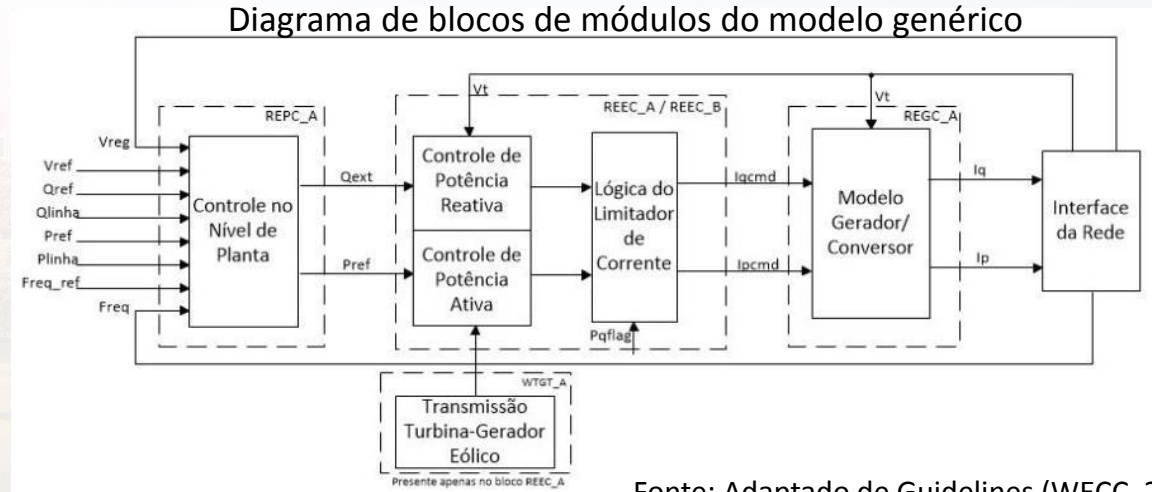 Diagrama de blocos de módulos do modelo genérico
Vt
REPC_A
REEC_A / REEC_B
Vt
REGC_A
Vreg
Vref
Qref
Qlinha
Pref
Plinha
Freq_ref
Freq
Controle no
Nível de
Planta
Qext
Pref
Controle de
Potência
Reativa
Controle de
Potência
Ativa
Lógica do
Limitador
de
Corrente
Pqflag
Iqcmd
Ipcmd
Modelo
Gerador/
Conversor
Iq
Ip
Interface
da Rede
WTGT_A
Transmissão
Turbina-Gerador
Eólico
Presente apenas no bloco REEC_A
Fonte: Adaptado de Guidelines (WECC, 2